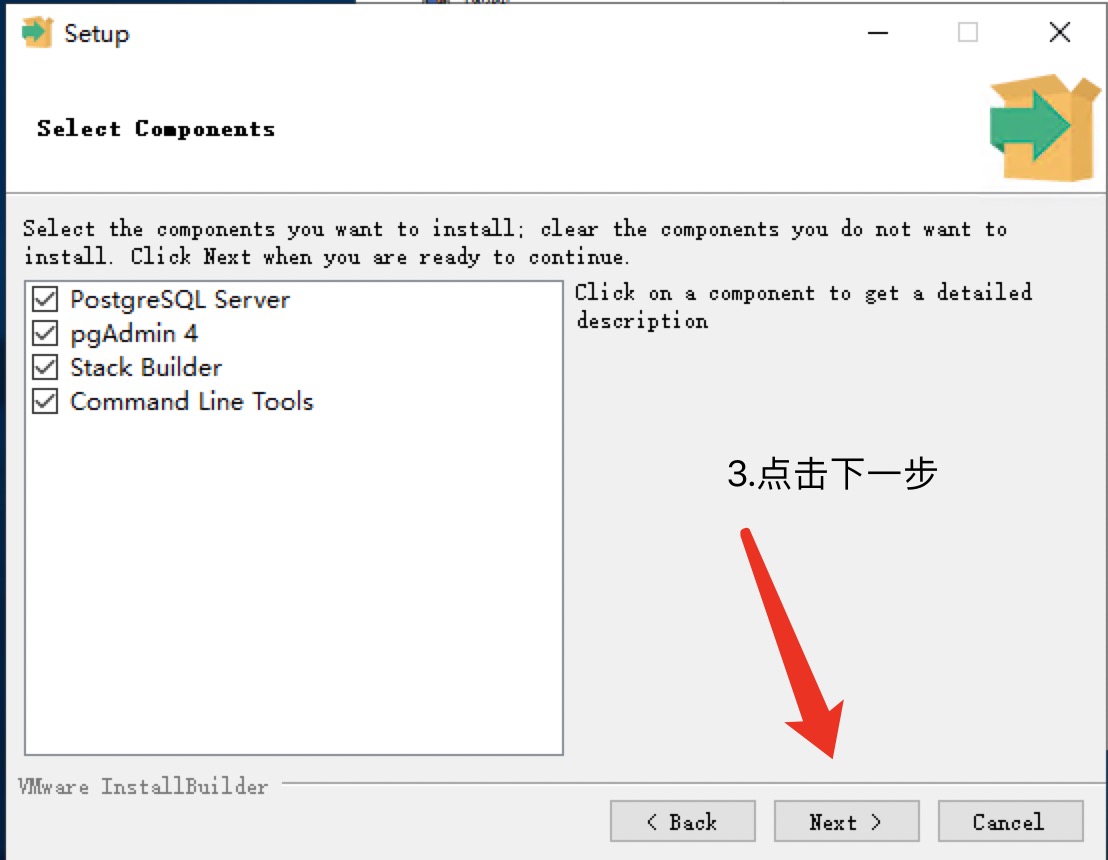 Setup
Select Components
Select the components you want to install; clear the components you do not want to
install. Click Next when you are ready to continue.
PostgreSQL Server
pgAdmin 4
Stack Builder
Command Line Tools
Click on a component to get a detailed
description
3.点击下一步
VMware InstallBuilder
< Back
Next >
Cancel